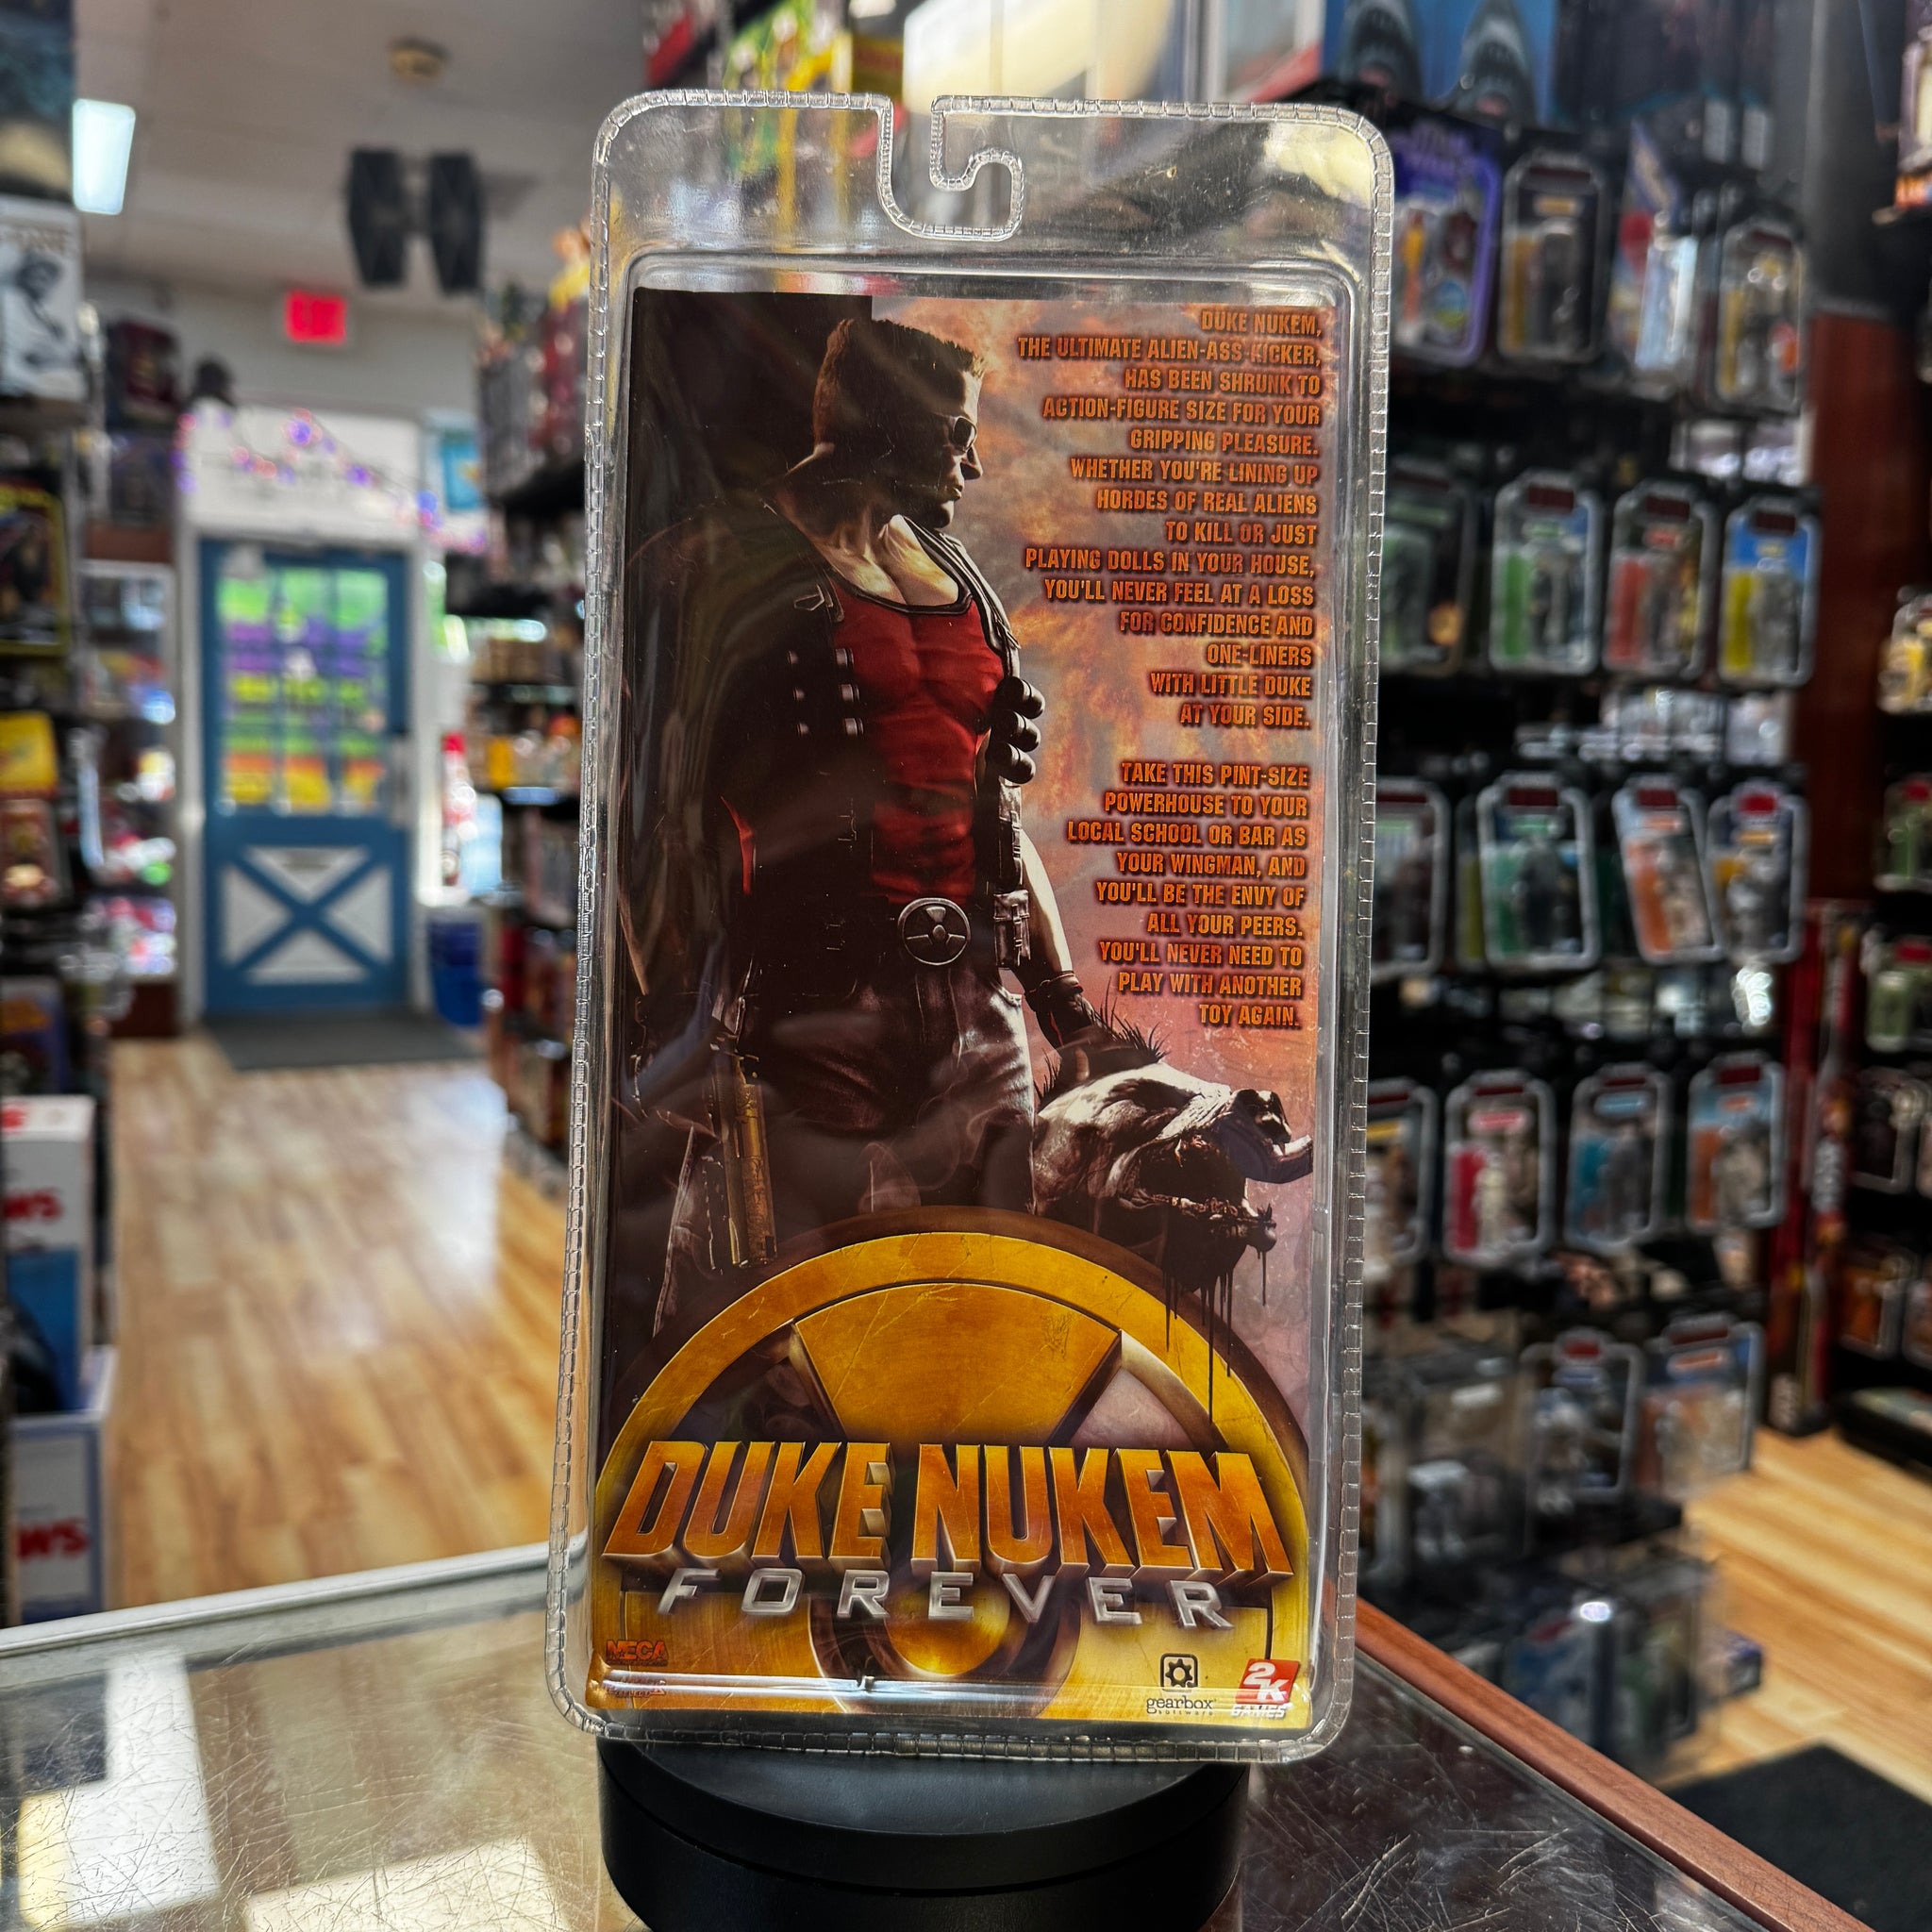 DUKE NUKEM,
THE ULTIMATE ALIEN-ASS-KICKER,
HAS BEEN SHRUNK TO
ACTION-FIGURE SIZE FOR YOUR
GRIPPING PLEASURE.
WHETHER YOU'RE LINING UP
HORDES OF REAL ALIENS
TO KILL OR JUST
PLAYING DOLLS IN YOUR HOUSE,
YOU'LL NEVER FEEL AT A LOSS
FOR CONFIDENCE AND
ONE-LINERS
WITH LITTLE DUKE
AT YOUR SIDE.
TAKE THIS PINT-SIZE
POWERHOUSE TO YOUR
LOCAL SCHOOL OR BAR AS
YOUR WINGMAN, AND
YOU'LL BE THE ENVY OF
ALL YOUR PEERS.
YOU'LL NEVER NEED TO
PLAY WITH ANOTHER
TOY AGAIN.
DUKE NUKEM
FOREVER
NECA
gearbox
software
2K
GAMES